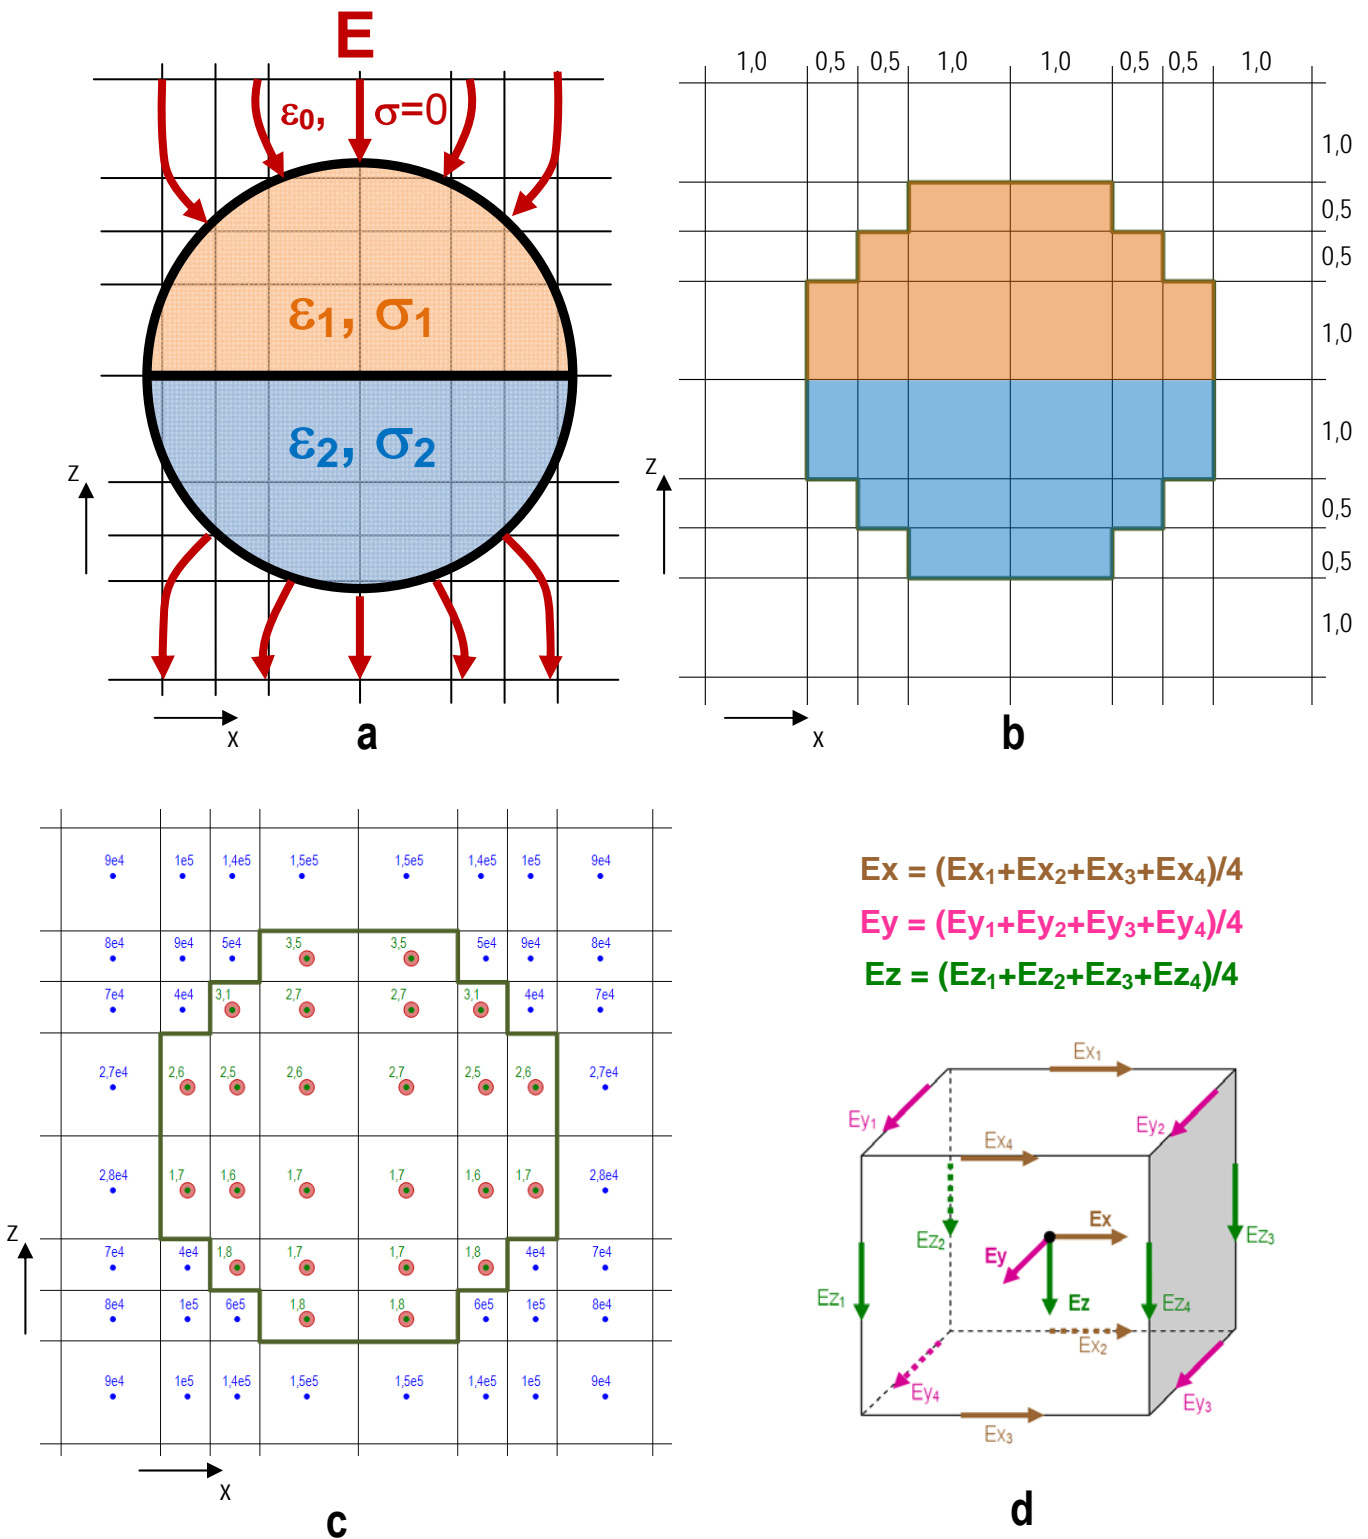 E
ε0, σ=0
ε1, σ1
ε2, σ2
z
x
a
1,0 0,5 0,5 1,0 1,0 0,5 0,5 1,0
1,0
0,5
0,5
1,0
1,0
0,5
0,5
1,0
z
x
b
9e4 1e5 1,4e5 1,5e5 1,5e5 1,4e5 1e5 9e4
8e4 9e4 5e4 3,5 3,5 5e4 9e4 8e4
7e4 4e4 3,1 2,7 2,7 3,1 4e4 7e4
2,7e4 2,6 2,5 2,6 2,7 2,5 2,6 2,7e4
2,8e4 1,7 1,6 1,7 1,7 1,6 1,7 2,8e4
7e4 4e4 1,8 1,7 1,7 1,8 4e4 7e4
8e4 1e5 6e5 1,8 1,8 6e5 1e5 8e4
9e4 1e5 1,4e5 1,5e5 1,5e5 1,4e5 1e5 9e4
z
x
c
Ex = (Ex1+Ex2+Ex3+Ex4)/4
Ey = (Ey1+Ey2+Ey3+Ey4)/4
Ez = (Ez1+Ez2+Ez3+Ez4)/4
Ex1
Ey1
Ey2
Ex4
Ex
Ez2
Ez3
Ey
Ez1
Ez
Ez4
Ex2
Ey4
Ey3
Ex3
d